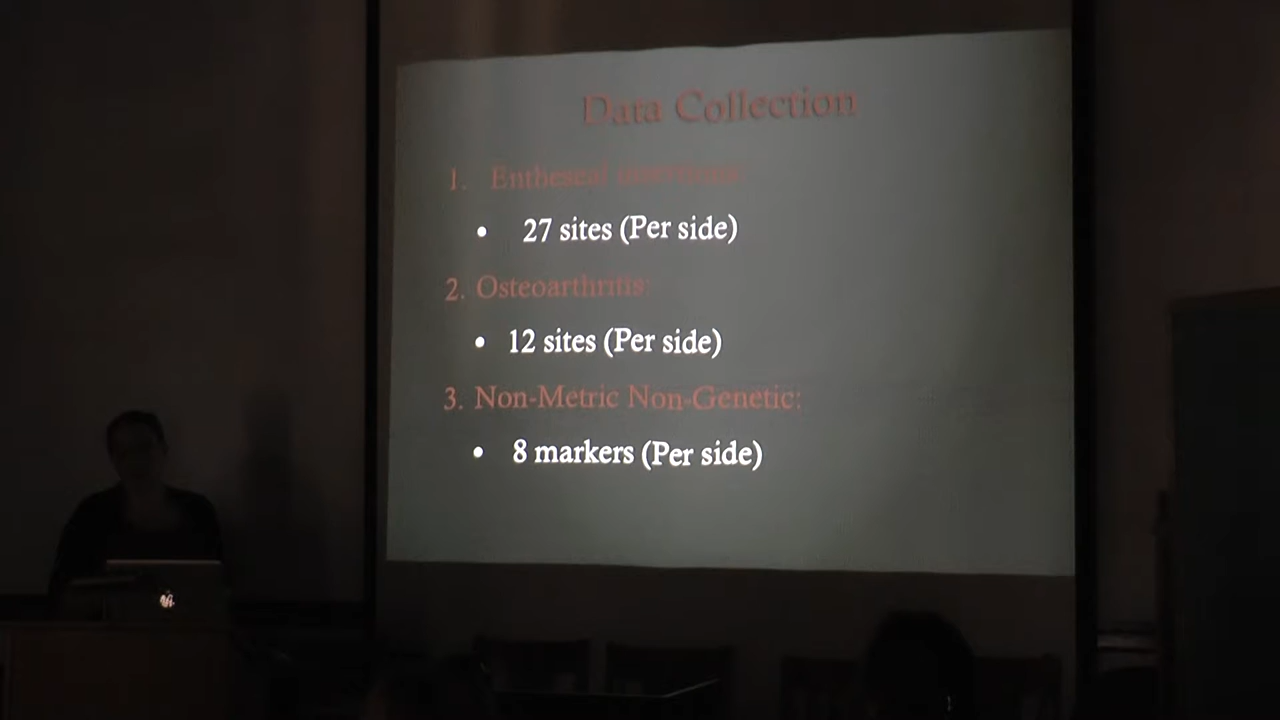 Data Collection
1. Entheseal
• 27 sites (Per side)
2. Osteoarthritis:
• 12 sites (Per side)
3. Non-Metric Non-Genetic:
• 8 markers (Per side)